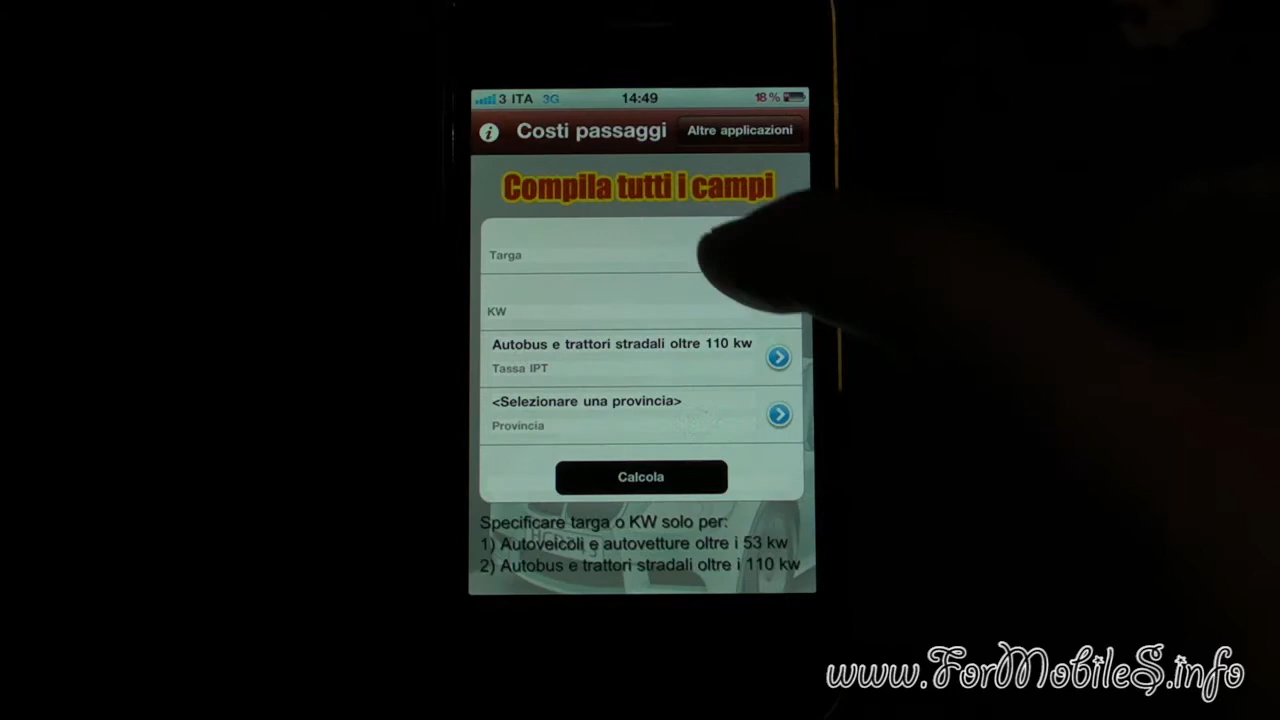 3 ITA 3G 14:49 18 %
i Costi passaggi Altre applicazioni
Compila tutti i campi
Targa
KW
Autobus e trattori stradali oltre 110 kw
Tassa IPT
<Selezionare una provincia>
Provincia
Calcola
Specificare targa o KW solo per:
1) Autoveicoli e autovetture oltre i 53 kw
2) Autobus e trattori stradali oltre i 110 kw
www.ForMobileS.info